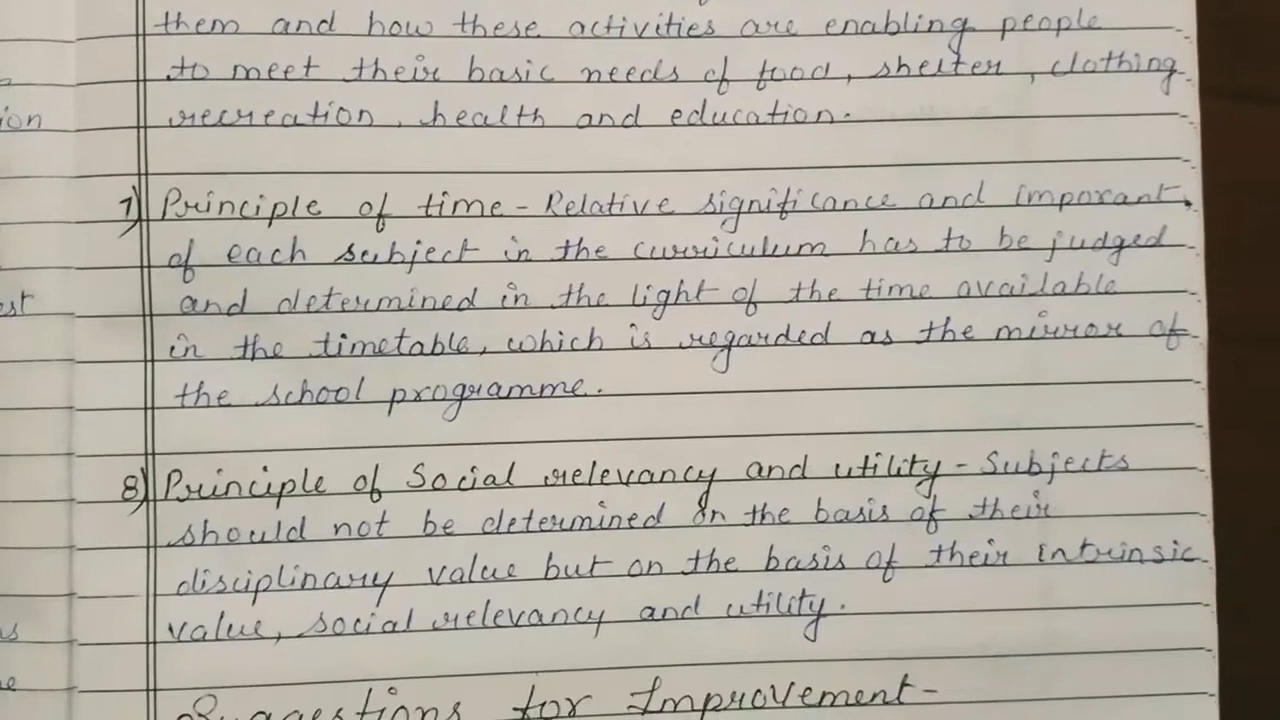 them and how these activities are enabling people
to meet their basic needs of food, shelter, clothing
recreation, health and education.
7) Principle of time - Relative significance and imporant
of each subject in the curriculum has to be judged
and determined in the light of the time available
in the timetable, which is regarded as the mirror of
the school programme.
8) Principle of Social relevancy and utility - Subjects
should not be determined on the basis of their
disciplinary value but on the basis of their intrinsic
value, social relevancy and utility.
Suggestions for Improvement -
ion
est